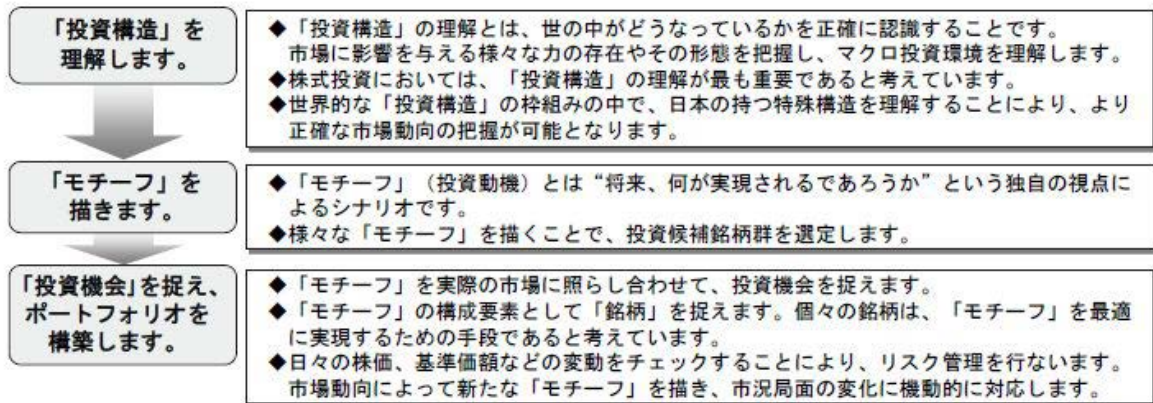 「投資構造」を
理解します。
◆「投資構造」の理解とは、世の中がどうなっているかを正確に認識することです。
市場に影響を与える様々な力の存在やその形態を把握し、マクロ投資環境を理解します。
◆株式投資においては、「投資構造」の理解が最も重要であると考えています。
◆世界的な「投資構造」の枠組みの中で、日本の持つ特殊構造を理解することにより、より
正確な市場動向の把握が可能となります。
「モチーフ」を
描きます。
◆「モチーフ」（投資動機）とは“将来、何が実現されるであろうか”という独自の視点に
よるシナリオです。
◆様々な「モチーフ」を描くことで、投資候補銘柄群を選定します。
「投資機会」を捉え、
ポートフォリオを
構築します。
◆「モチーフ」を実際の市場に照らし合わせて、投資機会を捉えます。
◆「モチーフ」の構成要素として「銘柄」を捉えます。個々の銘柄は、「モチーフ」を最適
に実現するための手段であると考えています。
◆日々の株価、基準価額などの変動をチェックすることにより、リスク管理を行ないます。
市場動向によって新たな「モチーフ」を描き、市況局面の変化に機動的に対応します。